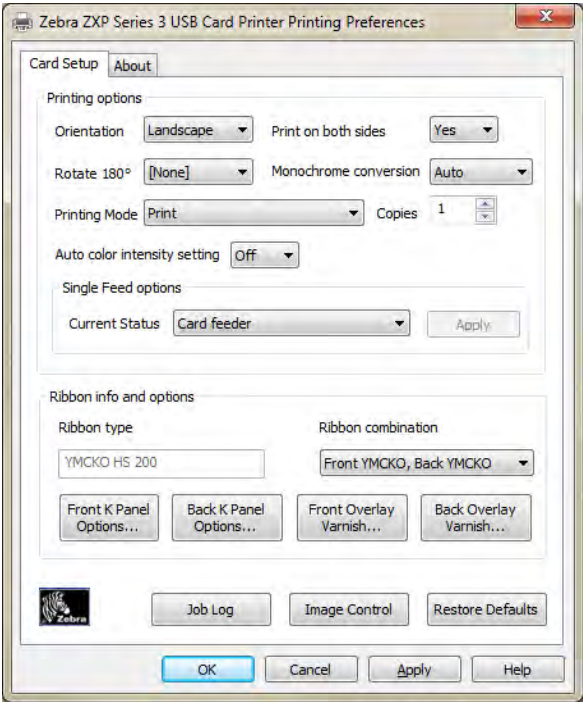 Zebra ZXP Series 3 USB Card Printer Printing Preferences
Card Setup About
Printing options
Orientation Landscape Print on both sides Yes
Rotate 180° [None] Monochrome conversion Auto
Printing Mode Print Copies 1
Auto color intensity setting Off
Single Feed options
Current Status Card feeder Apply
Ribbon info and options
Ribbon type Ribbon combination
YMCKO HS 200 Front YMCKO, Back YMCKO
Front K Panel Back K Panel Front Overlay Back Overlay
Options... Options... Varnish... Varnish...
Zebra Job Log Image Control Restore Defaults
OK Cancel Apply Help